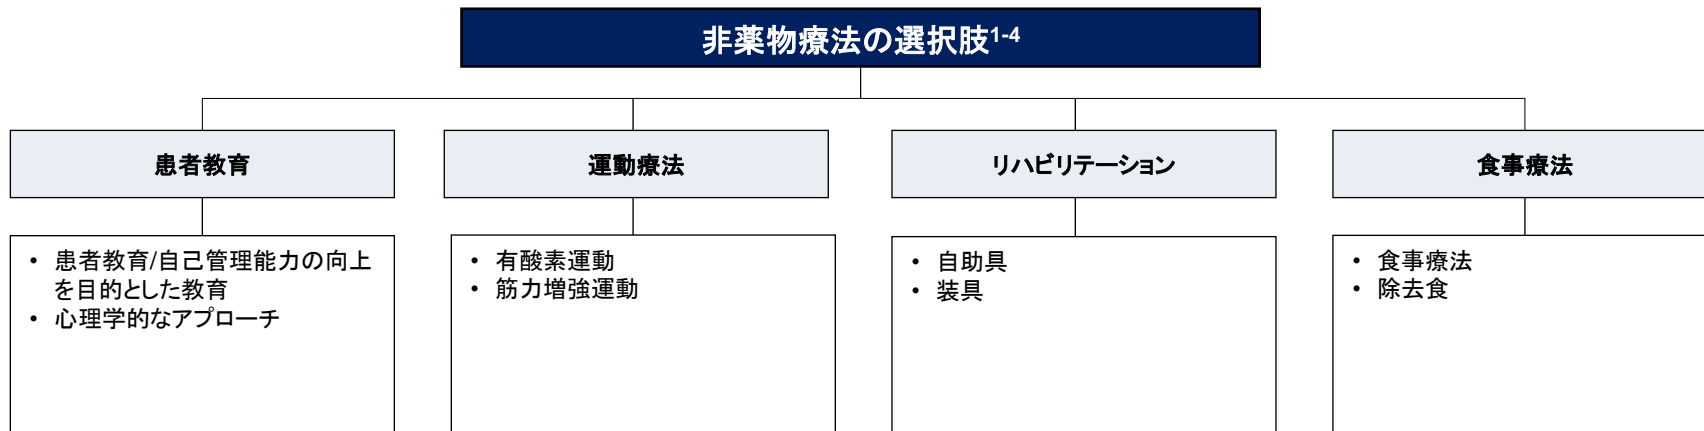 非薬物療法の選択肢1-4
患者教育
運動療法
リハビリテーション
食事療法
• 患者教育/自己管理能力の向上
を目的とした教育
• 心理学的なアプローチ
• 有酸素運動
• 筋力増強運動
• 自助具
• 装具
• 食事療法
• 除去食